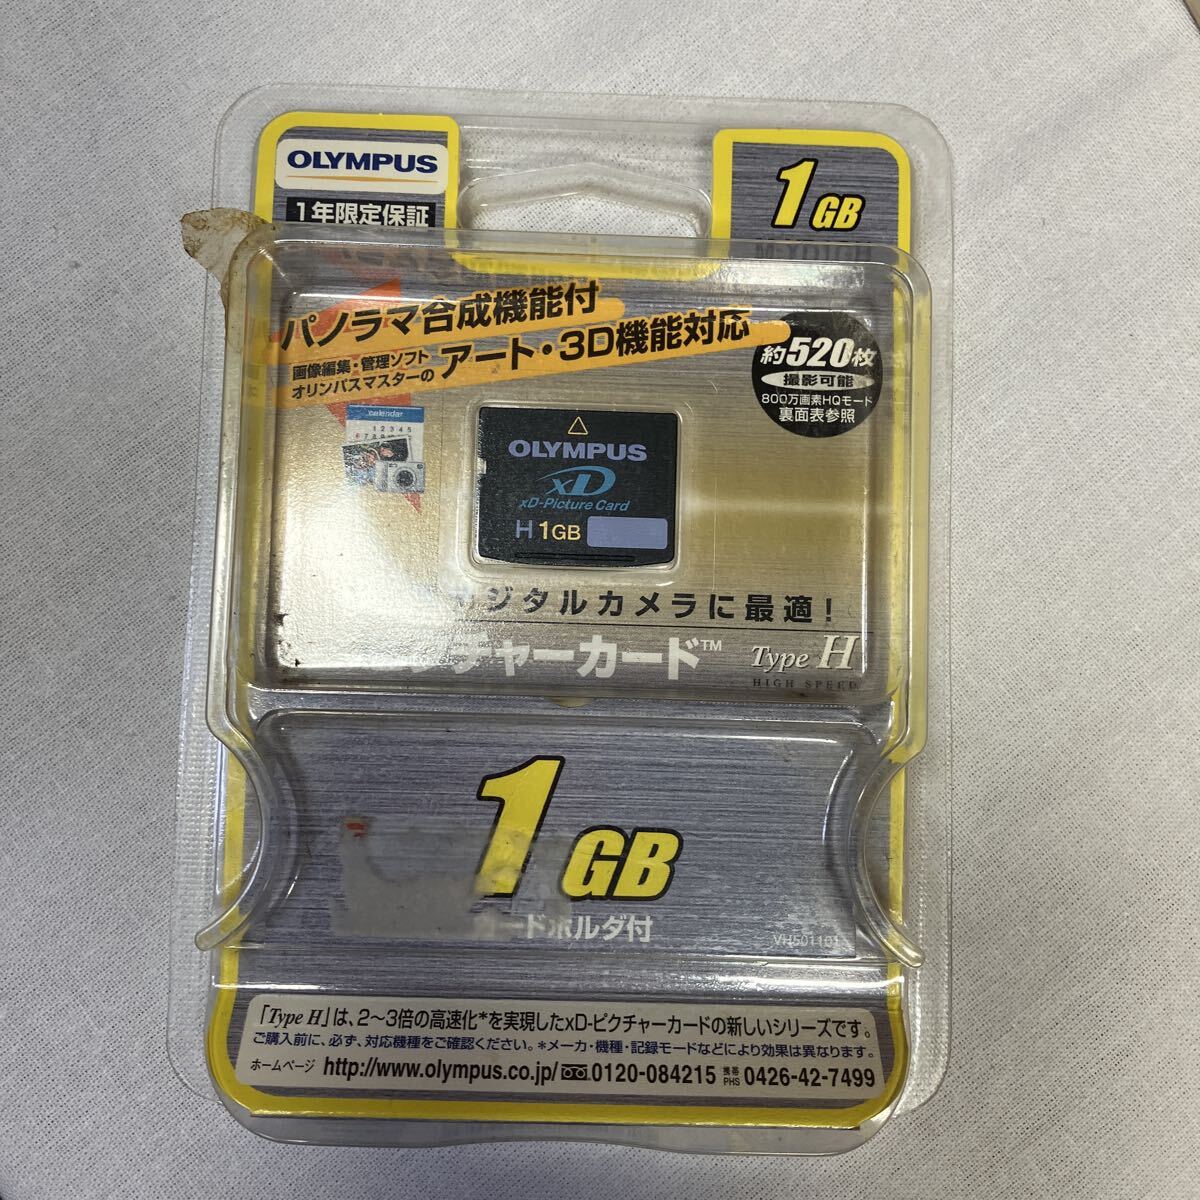 OLYMPUS
1年限定保証
1GB
パノラマ合成機能付
画像編集・管理ソフト
オリンパスマスターの アート・3D機能対応
約520枚
撮影可能
800万画素HQモード
裏面表参照
calendar
1 2 3 4 5
OLYMPUS
xD
xD-Picture Card
H 1GB
ジタルカメラに最適!
チャーカード™
Type H
HIGH SPEED
1GB
カードホルダ付
VH501101
「Type H」は、2〜3倍の高速化*を実現したxD-ピクチャーカードの新しいシリーズです。
ご購入前に、必ず、対応機種をご確認ください。*メーカ・機種・記録モードなどにより効果は異なります。
ホームページ http://www.olympus.co.jp/ 0120-084215 携帯 PHS 0426-42-7499